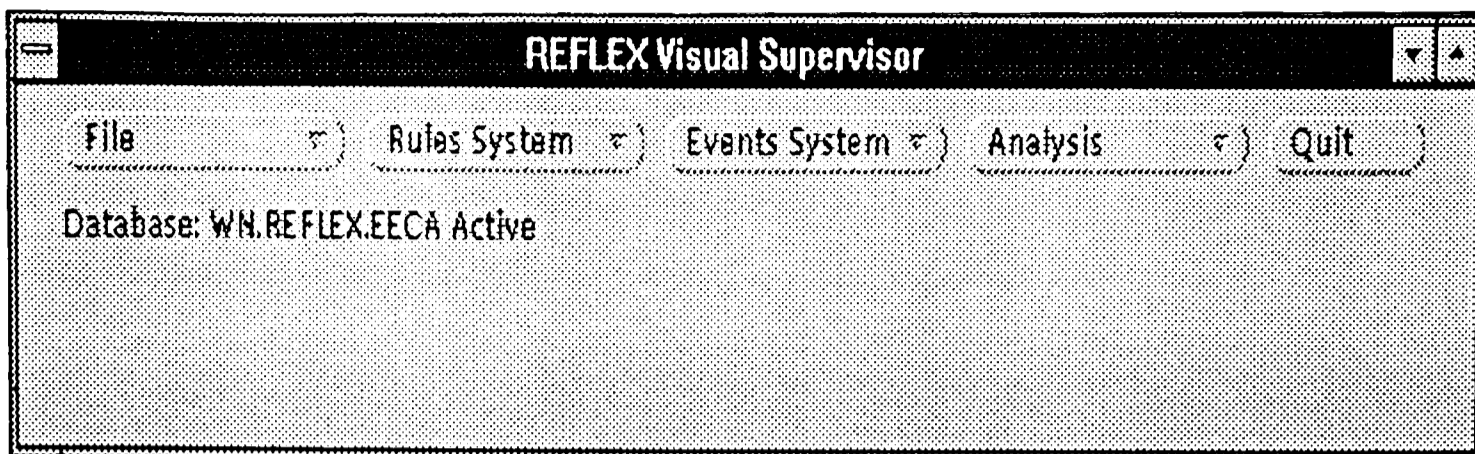 REFLEX Visual Supervisor
File Rules System Events System Analysis Quit
Database: WN.REFLEX.EECA Active